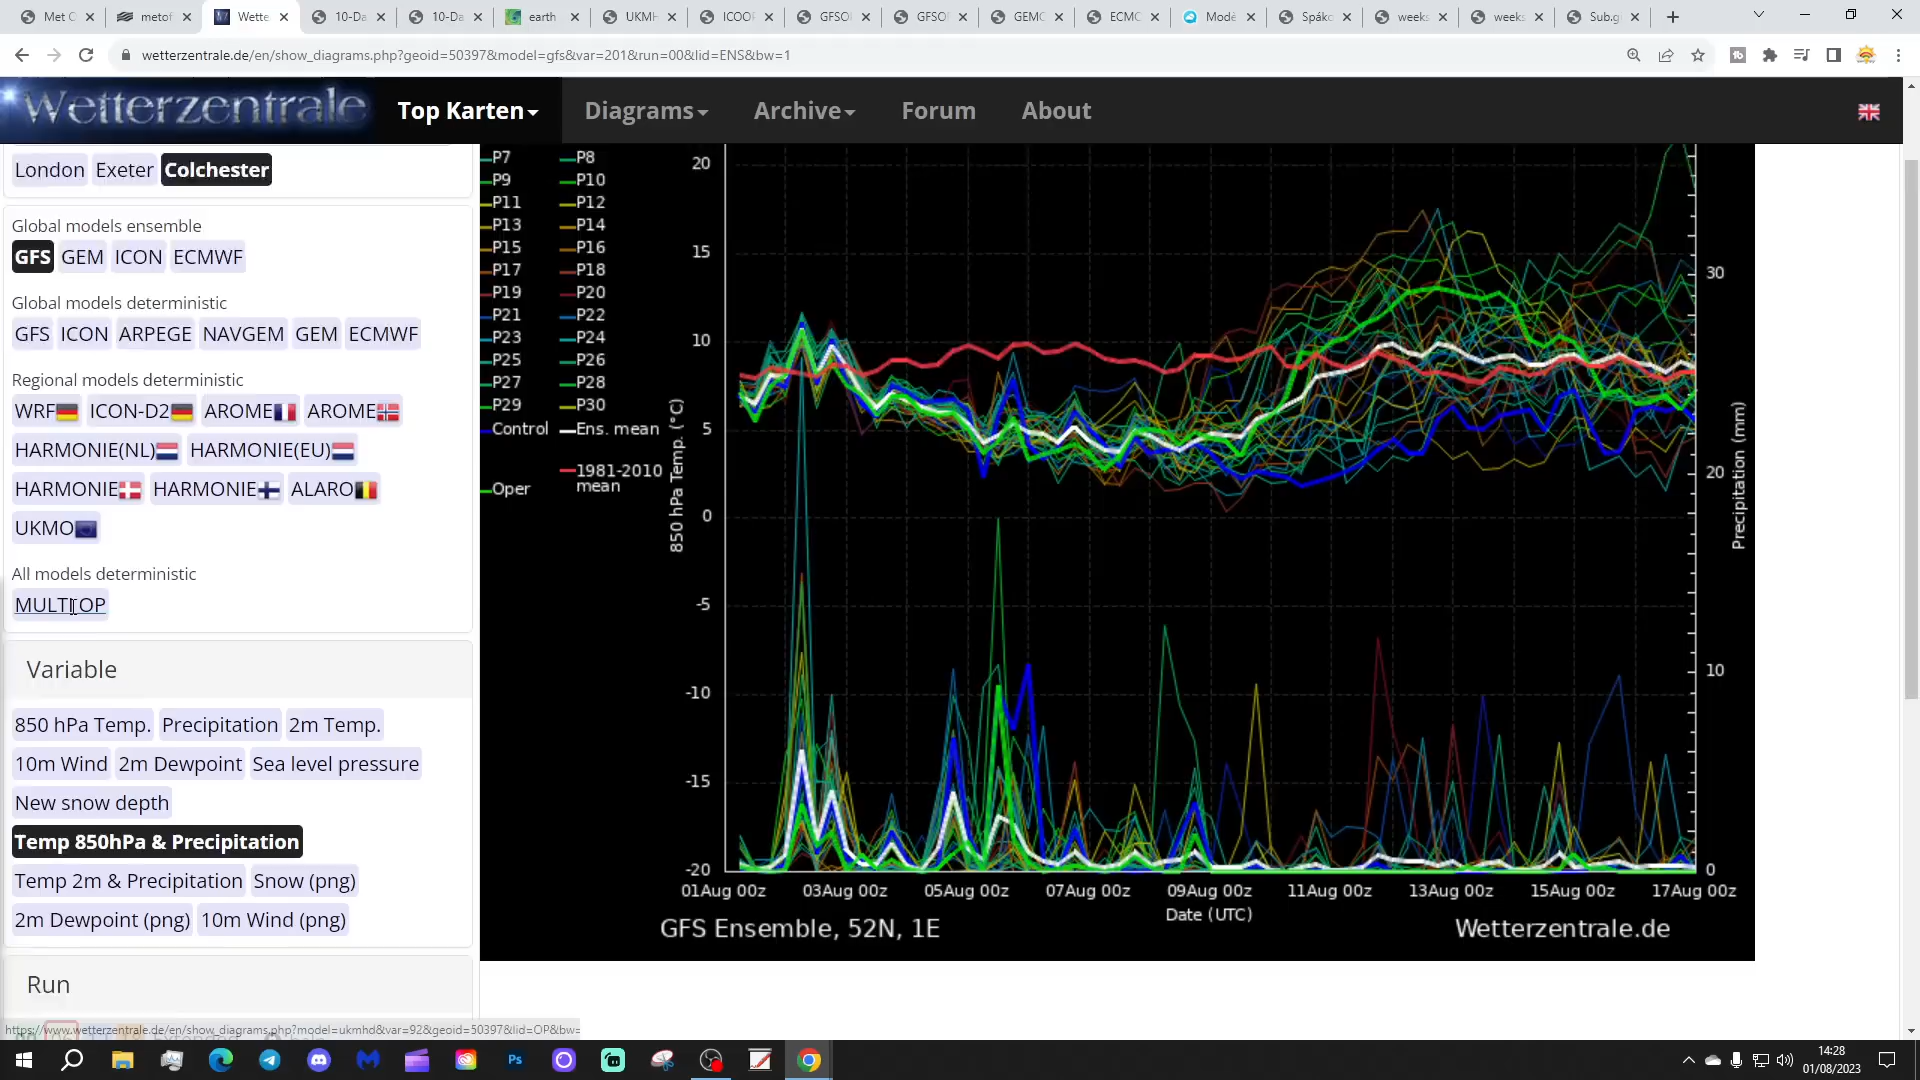 Met C
metof
Wette
10-Da
10-Da
earth
UKMH
ICOOI
GFSOI
GFSOI
GEMC
ECMC
Modè
Spáko
weeks
weeks
Sub.g
wetterzentrale.de/en/show_diagrams.php?geoid=50397&model=gfs&var=201&run=00&lid=ENS&bw=1
Wetterzentrale
Top Karten
Diagrams
Archive
Forum
About
London Exeter Colchester
Global models ensemble
GFS GEM ICON ECMWF
Global models deterministic
GFS ICON ARPEGE NAVGEM GEM ECMWF
Regional models deterministic
WRF ICON-D2 AROME AROME
HARMONIE(NL) HARMONIE(EU)
HARMONIE HARMONIE ALARO
UKMO
All models deterministic
MULTI OP
Variable
850 hPa Temp. Precipitation 2m Temp.
10m Wind 2m Dewpoint Sea level pressure
New snow depth
Temp 850hPa & Precipitation
Temp 2m & Precipitation Snow (png)
2m Dewpoint (png) 10m Wind (png)
Run
https://www.wetterzentrale.de/en/show_diagrams.php?model=ukmhd&var=92&geoid=50397&lid=OP&bw=
P7 P8
P9 P10
P11 P12
P13 P14
P15 P16
P17 P18
P19 P20
P21 P22
P23 P24
P25 P26
P27 P28
P29 P30
Control Ens. mean
1981-2010
mean
Oper
850 hPa Temp. (°C)
20
15
10
5
0
-5
-10
-15
-20
30
20
10
0
Precipitation (mm)
01Aug 00z 03Aug 00z 05Aug 00z 07Aug 00z 09Aug 00z 11Aug 00z 13Aug 00z 15Aug 00z 17Aug 00z
Date (UTC)
GFS Ensemble, 52N, 1E
Wetterzentrale.de
Ps
14:28
01/08/2023